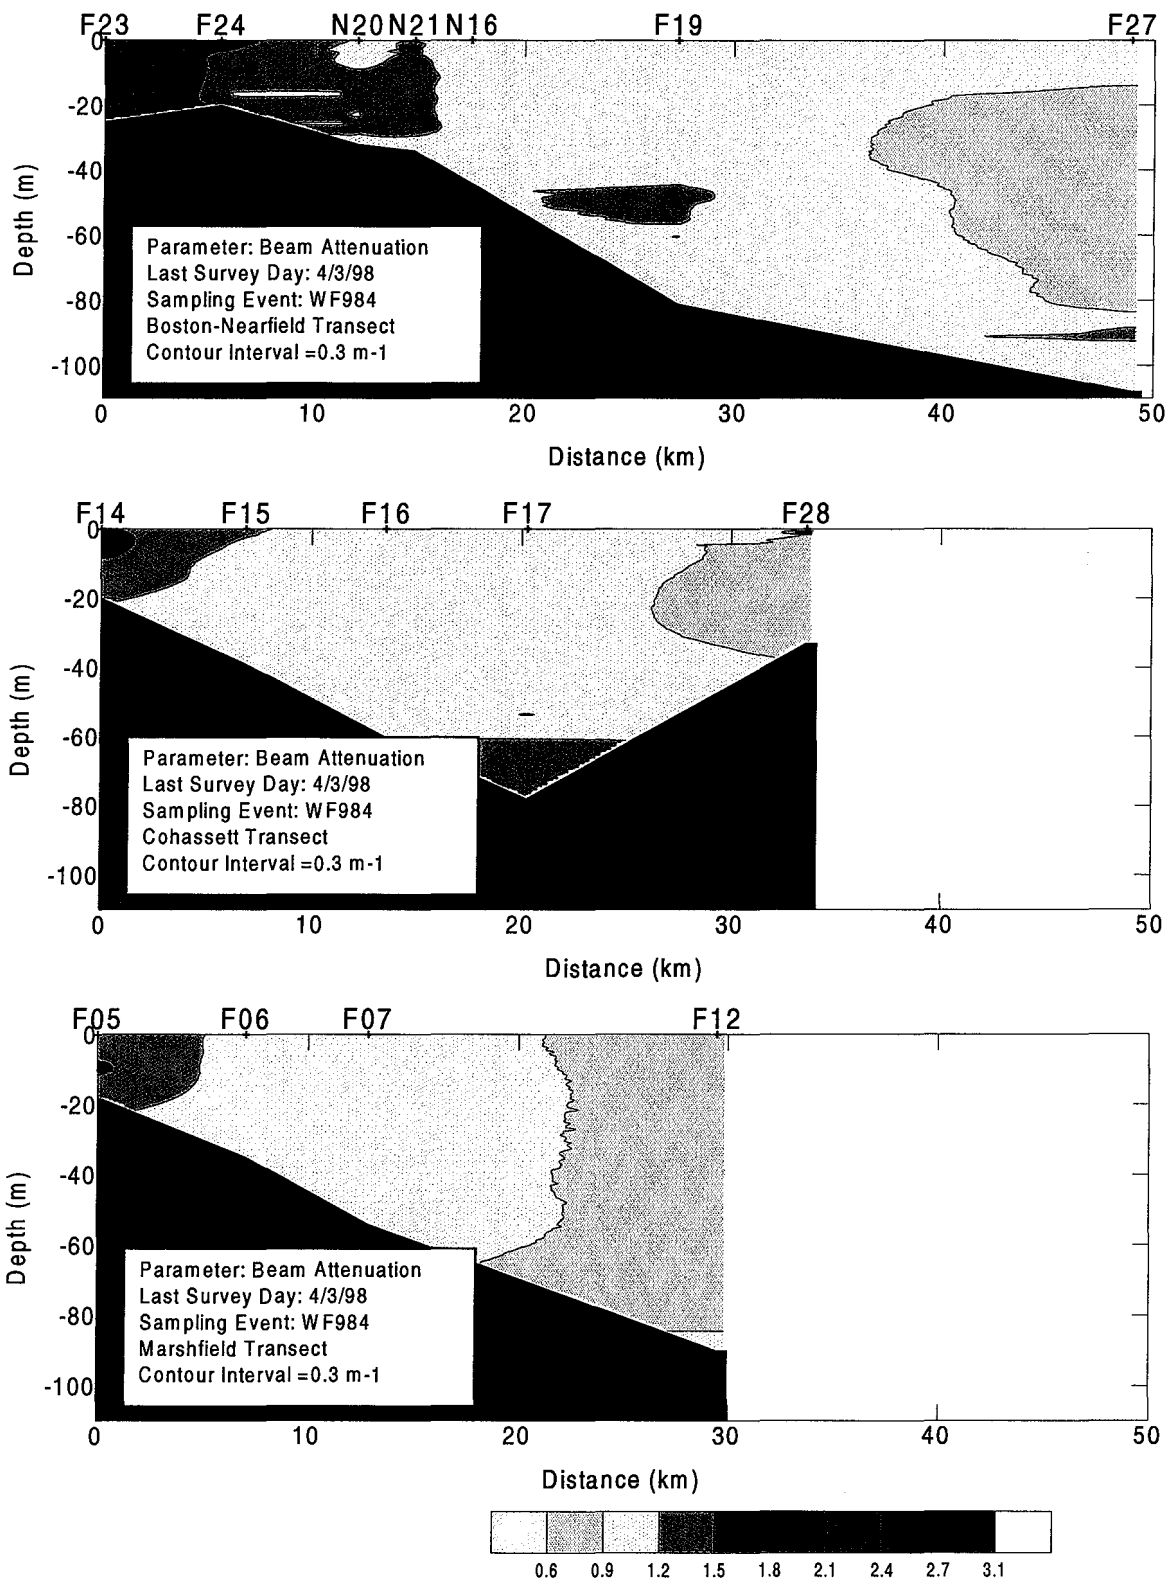 F23 F24 N20 N21 N16 F19 F27
0
-20
-40
-60
-80
-100
Depth (m)
Parameter: Beam Attenuation
Last Survey Day: 4/3/98
Sampling Event: WF984
Boston-Nearfield Transect
Contour Interval =0.3 m-1
0 10 20 30 40 50
Distance (km)
F14 F15 F16 F17 F28
0
-20
-40
-60
-80
-100
Depth (m)
Parameter: Beam Attenuation
Last Survey Day: 4/3/98
Sampling Event: WF984
Cohassett Transect
Contour Interval =0.3 m-1
0 10 20 30 40 50
Distance (km)
F05 F06 F07 F12
0
-20
-40
-60
-80
-100
Depth (m)
Parameter: Beam Attenuation
Last Survey Day: 4/3/98
Sampling Event: WF984
Marshfield Transect
Contour Interval =0.3 m-1
0 10 20 30 40 50
Distance (km)
0.6 0.9 1.2 1.5 1.8 2.1 2.4 2.7 3.1